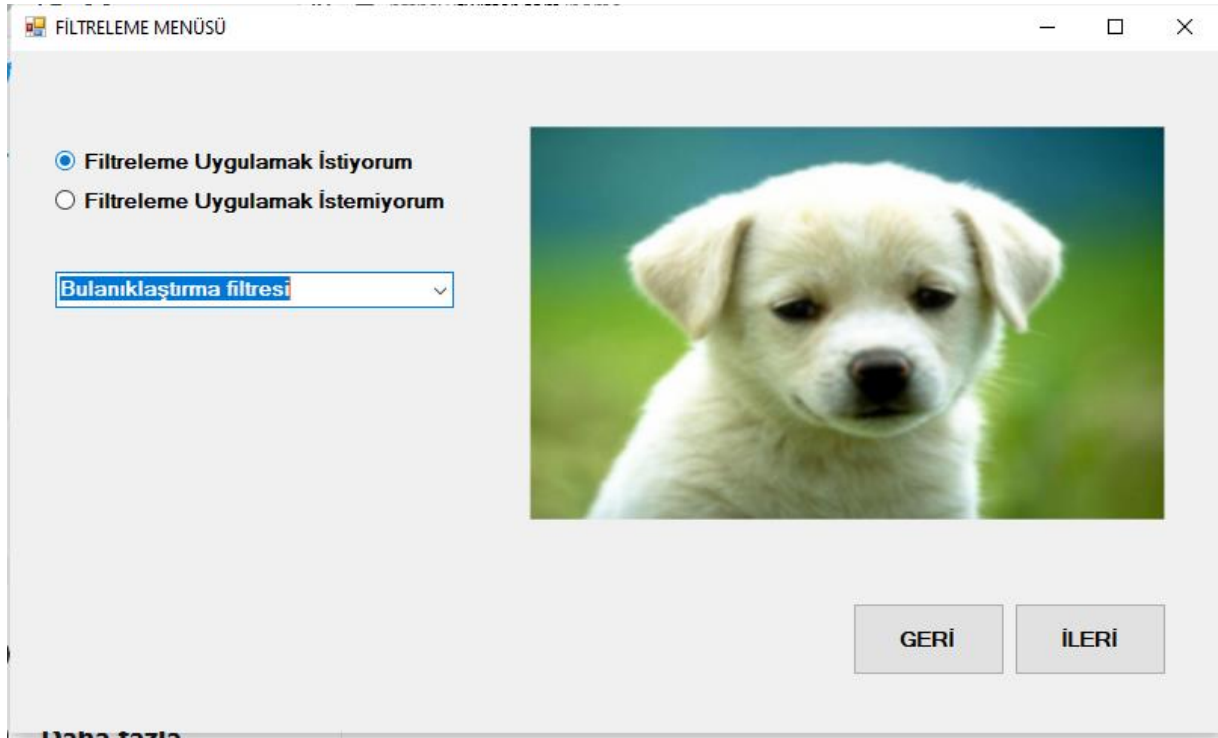 FİLTRELEME MENÜSÜ
Filtreleme Uygulamak İstiyorum
Filtreleme Uygulamak İstemiyorum
Bulanıklaştırma filtresi
GERİ
İLERİ
Daha fazla